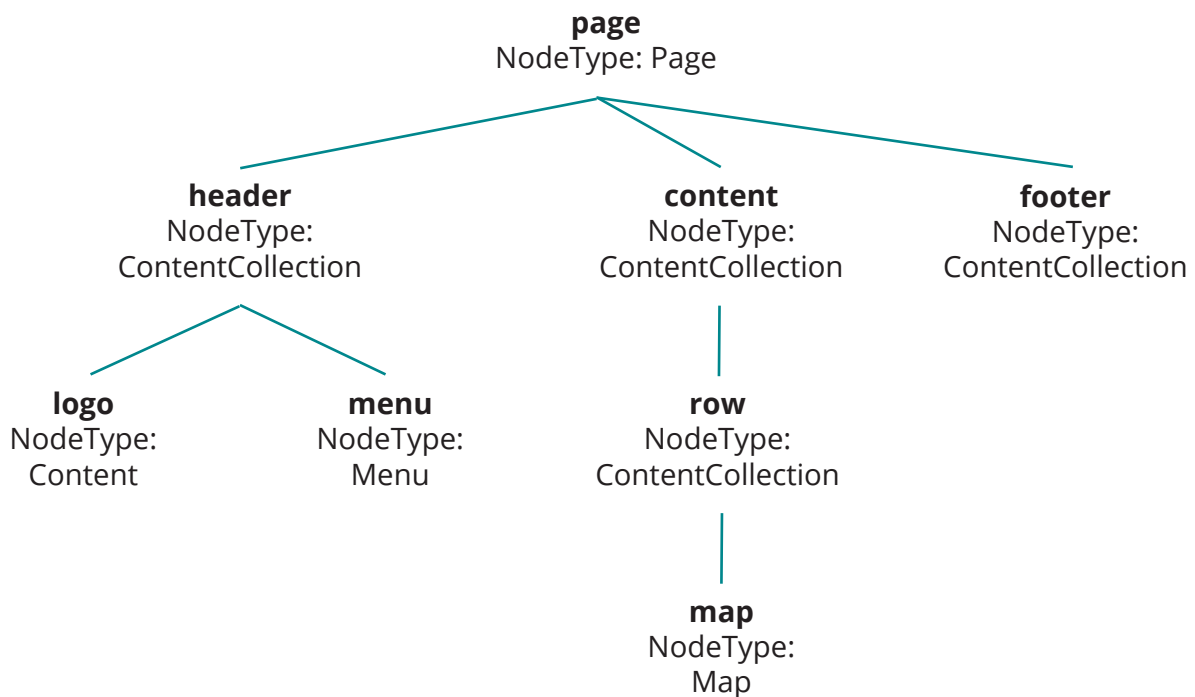 page
NodeType: Page
header
NodeType:
ContentCollection
content
NodeType:
ContentCollection
footer
NodeType:
ContentCollection
logo
NodeType:
Content
menu
NodeType:
Menu
row
NodeType:
ContentCollection
map
NodeType:
Map